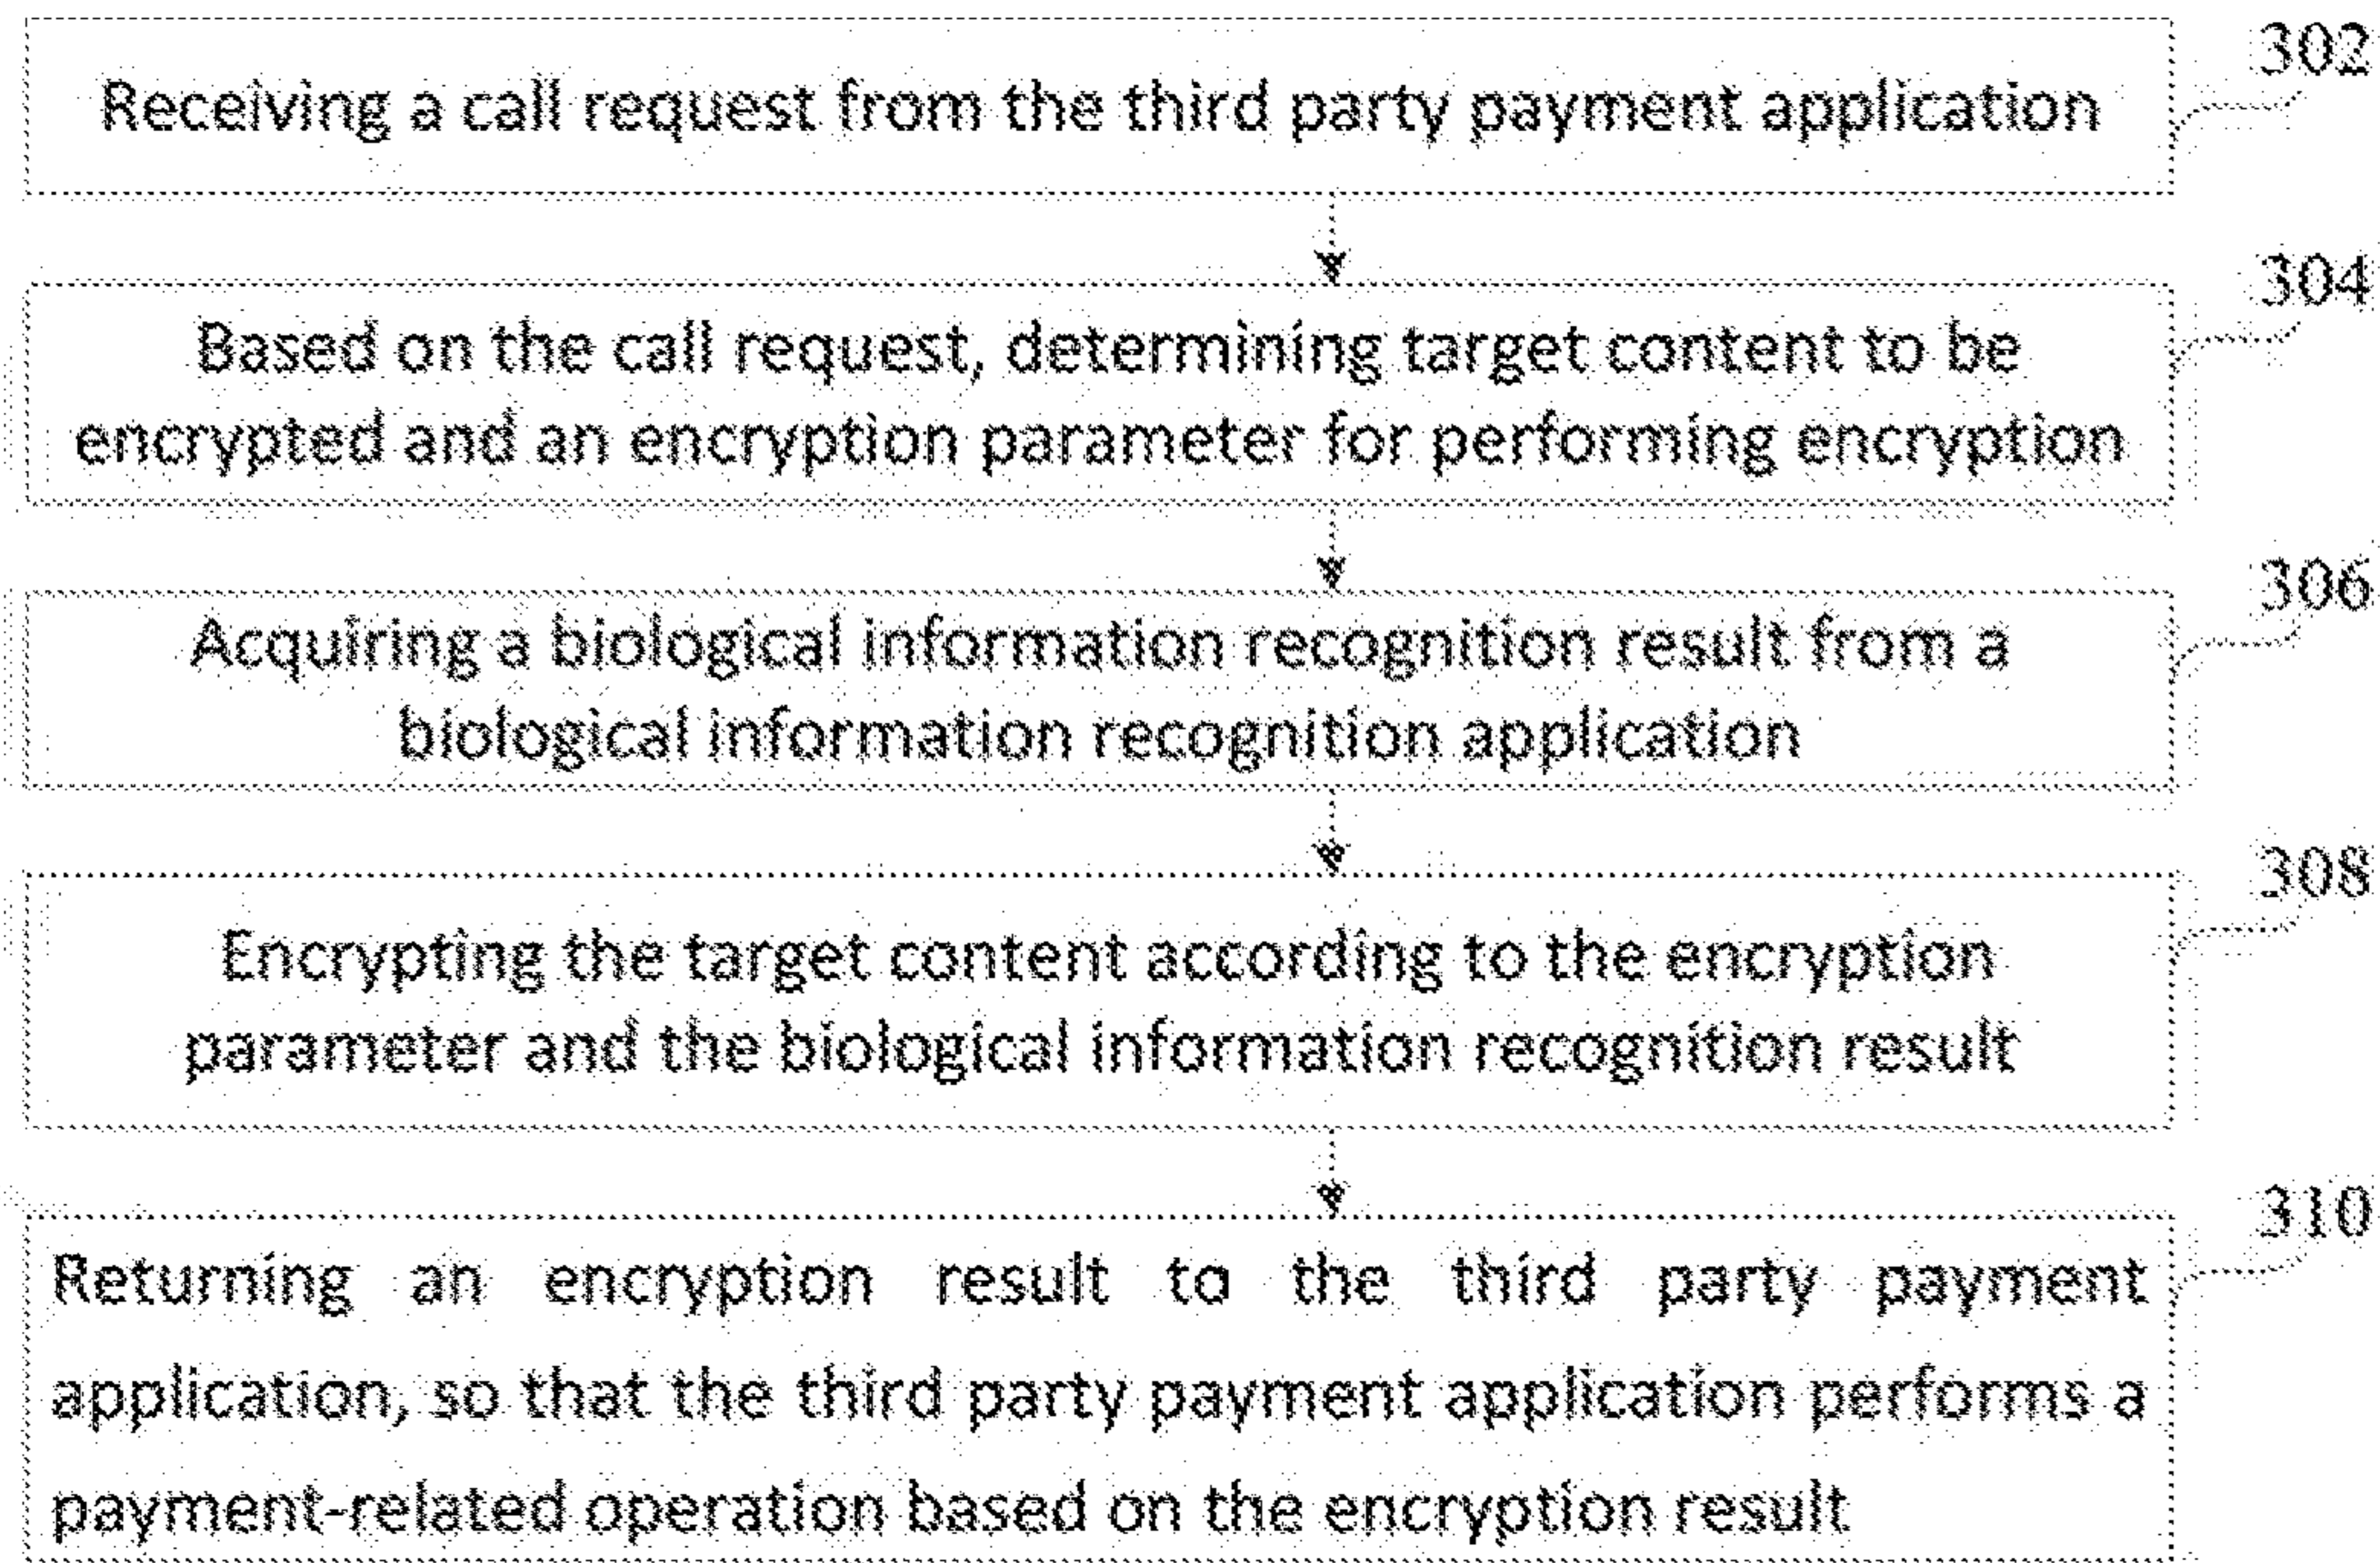 302
Receiving a call request from the third party payment application
304
Based on the call request, determining target content to be
encrypted and an encryption parameter for performing encryption
306
Acquiring a biological information recognition result from a
biological information recognition application
308
Encrypting the target content according to the encryption
parameter and the biological information recognition result
310
Returning an encryption result to the third party payment
application, so that the third party payment application performs a
payment-related operation based on the encryption result